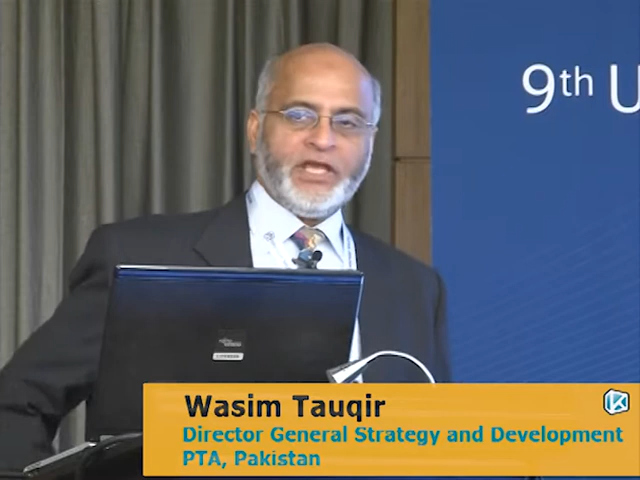 9th U
Wasim Tauqir
Director General Strategy and Development
PTA, Pakistan